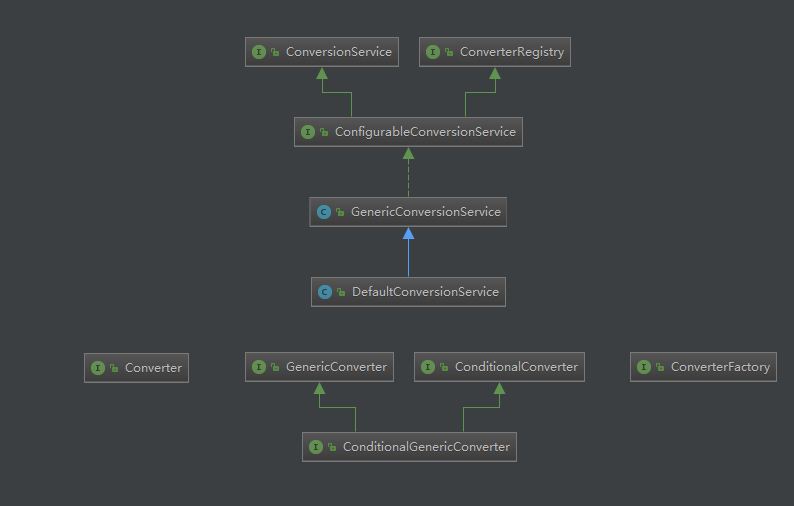 I ConversionService
I ConverterRegistry
I ConfigurableConversionService
C GenericConversionService
C DefaultConversionService
I Converter
I GenericConverter
I ConditionalConverter
I ConverterFactory
I ConditionalGenericConverter